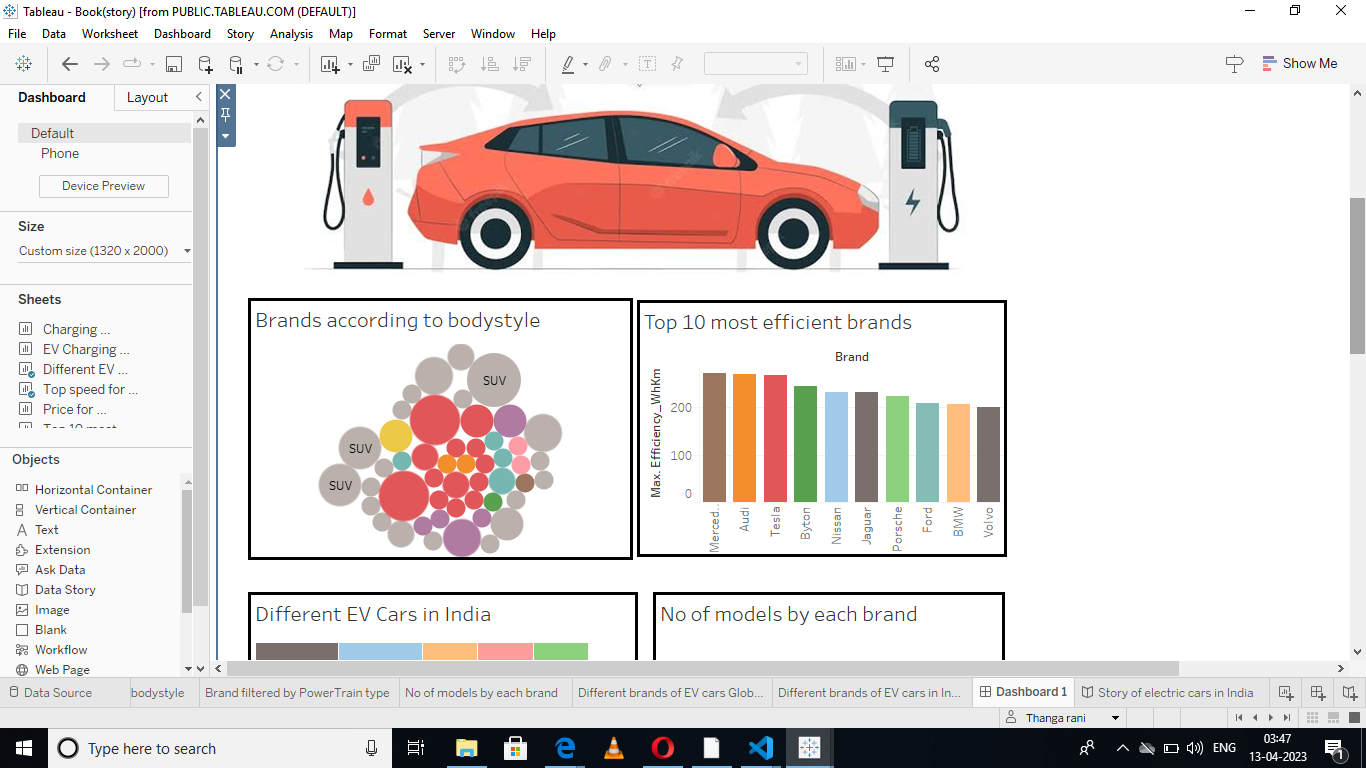 Tableau - Book(story) [from PUBLIC.TABLEAU.COM (DEFAULT)]
File Data Worksheet Dashboard Story Analysis Map Format Server Window Help
Show Me
Dashboard Layout
Default
Phone
Device Preview
Size
Custom size (1320 x 2000)
Sheets
Charging ...
EV Charging ...
Different EV ...
Top speed for ...
Price for ...
Objects
Horizontal Container
Vertical Container
Text
Extension
Ask Data
Data Story
Image
Blank
Workflow
Web Page
Brands according to bodystyle
SUV
SUV
SUV
Top 10 most efficient brands
Brand
Max. Efficiency_WhKm
200
100
0
Merced..
Audi
Tesla
Byton
Nissan
Jaguar
Porsche
Ford
BMW
Volvo
Different EV Cars in India
No of models by each brand
Data Source bodystyle Brand filtered by PowerTrain type No of models by each brand Different brands of EV cars Glob... Different brands of EV cars in In... Dashboard 1 Story of electric cars in India
Thanga rani
Type here to search
ENG
03:47
13-04-2023
1